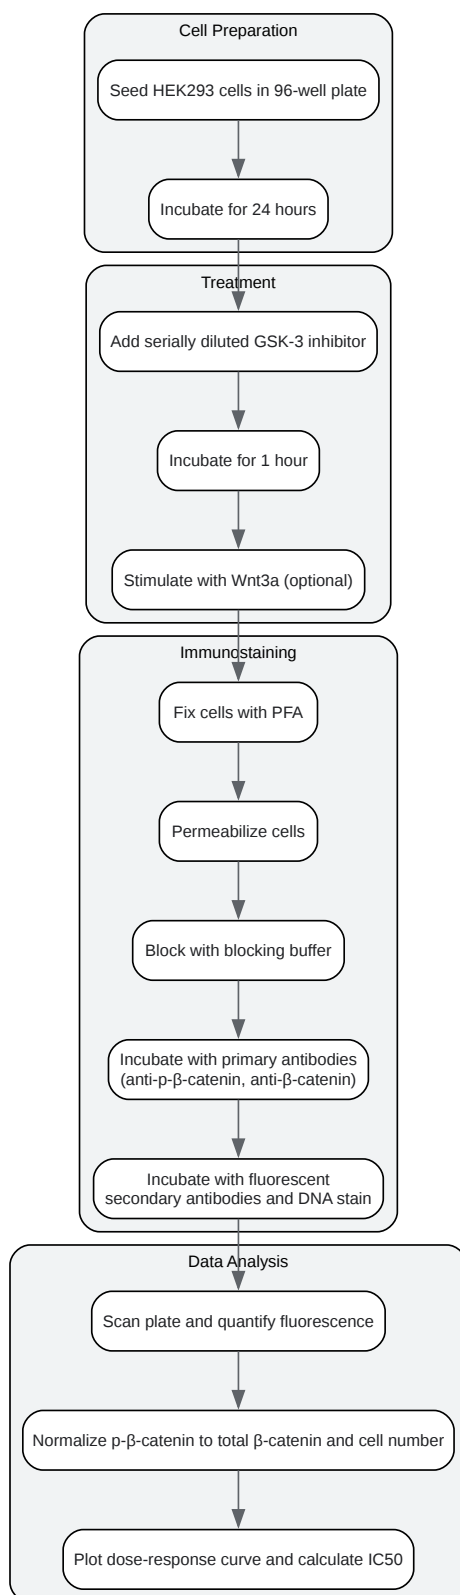 Cell Preparation
Seed HEK293 cells in 96-well plate
Incubate for 24 hours
Treatment
Add serially diluted GSK-3 inhibitor
Incubate for 1 hour
Stimulate with Wnt3a (optional)
Immunostaining
Fix cells with PFA
Permeabilize cells
Block with blocking buffer
Incubate with primary antibodies
(anti-p-β-catenin, anti-β-catenin)
Incubate with fluorescent
secondary antibodies and DNA stain
Data Analysis
Scan plate and quantify fluorescence
Normalize p-β-catenin to total β-catenin and cell number
Plot dose-response curve and calculate IC50